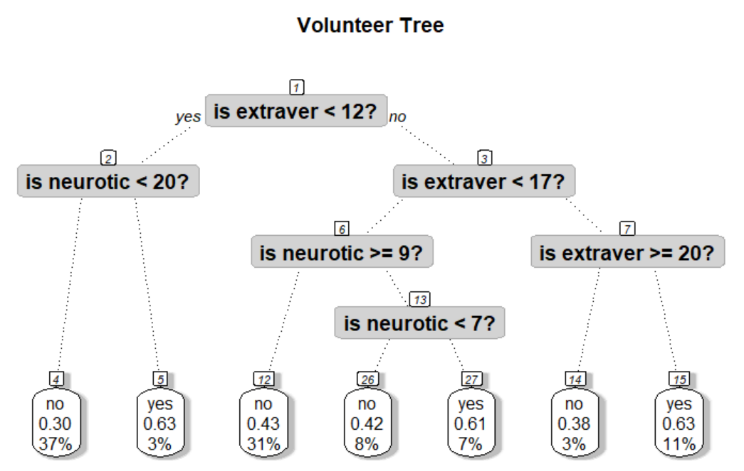 Volunteer Tree
1
is extraver < 12?
yes
no
2
is neurotic < 20?
3
is extraver < 17?
6
is neurotic >= 9?
7
is extraver >= 20?
13
is neurotic < 7?
4
no
0.30
37%
5
yes
0.63
3%
12
no
0.43
31%
26
no
0.42
8%
27
yes
0.61
7%
14
no
0.38
3%
15
yes
0.63
11%